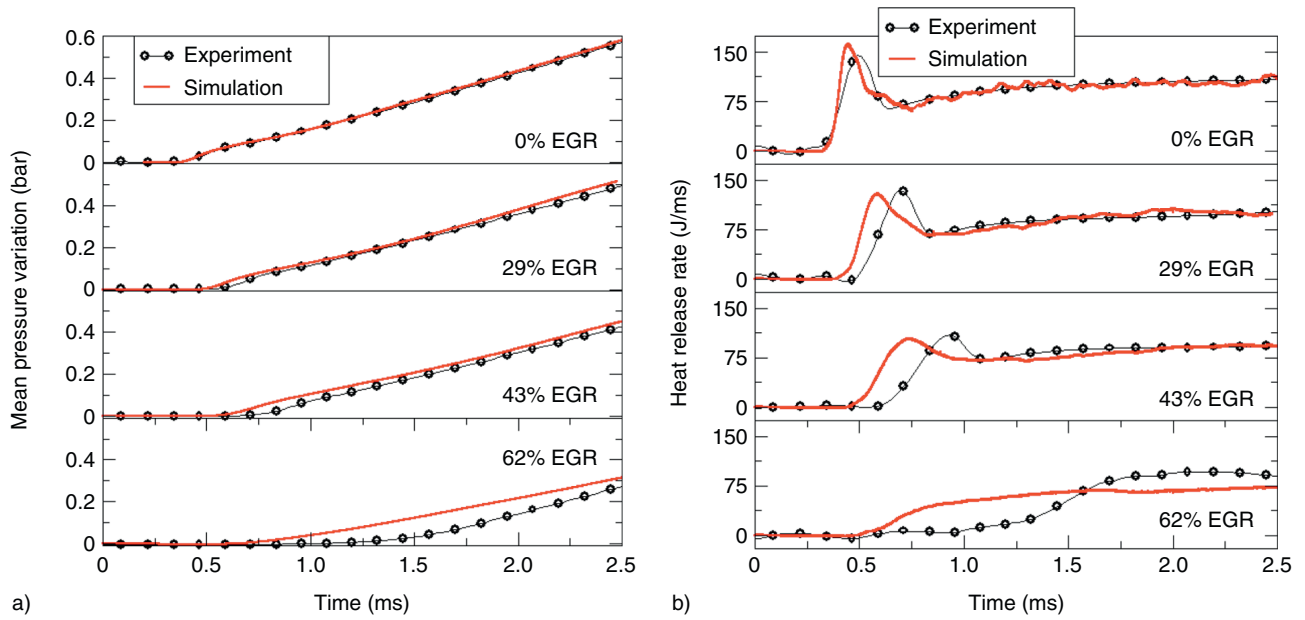 Experiment
Simulation
Mean pressure variation (bar)
0.6
0.4
0.2
0
0% EGR
0.4
0.2
0
29% EGR
0.4
0.2
0
43% EGR
0.4
0.2
0
62% EGR
0
0.5
1.0
1.5
2.0
2.5
Time (ms)
a)
Experiment
Simulation
Heat release rate (J/ms)
150
75
0
0% EGR
150
75
0
29% EGR
150
75
0
43% EGR
150
75
0
62% EGR
0
0.5
1.0
1.5
2.0
2.5
Time (ms)
b)